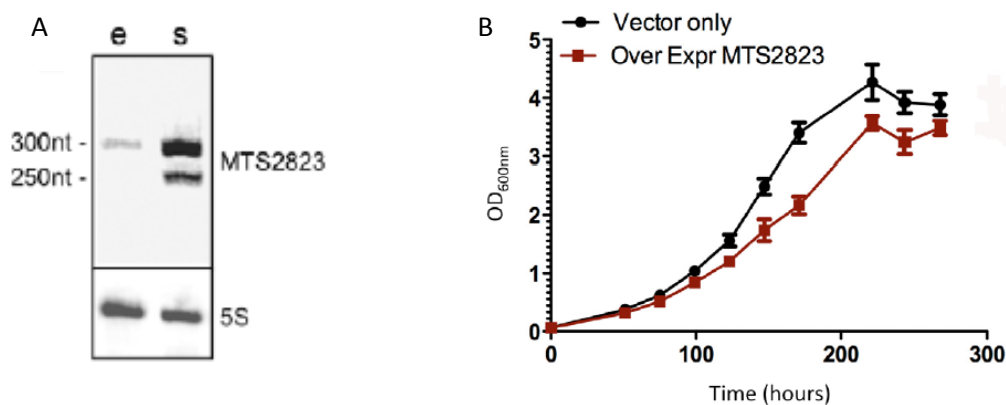 A
e s
300nt -
250nt -
MTS2823
5S
B
Vector only
Over Expr MTS2823
5
4
3
2
1
0
OD600nm
0 100 200 300
Time (hours)